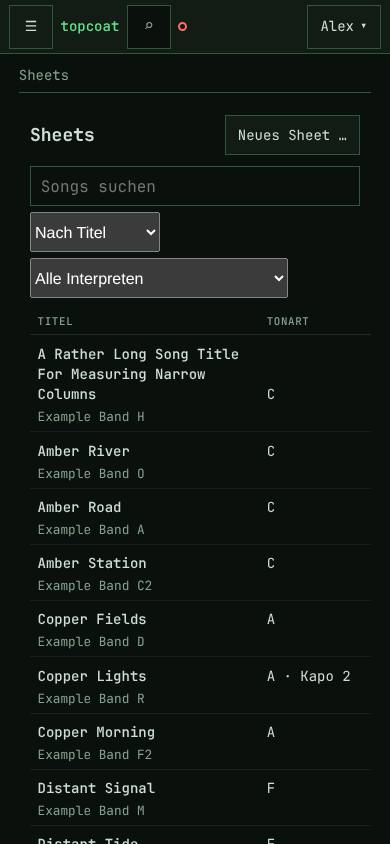 ☰ topcoat ⌕ Alex ▾
Sheets
Sheets Neues Sheet …
Songs suchen
Nach Titel
Alle Interpreten
TITEL TONART
A Rather Long Song Title
For Measuring Narrow
Columns C
Example Band H
Amber River C
Example Band O
Amber Road C
Example Band A
Amber Station C
Example Band C2
Copper Fields A
Example Band D
Copper Lights A · Kapo 2
Example Band R
Copper Morning A
Example Band F2
Distant Signal F
Example Band M
Distant Tide F